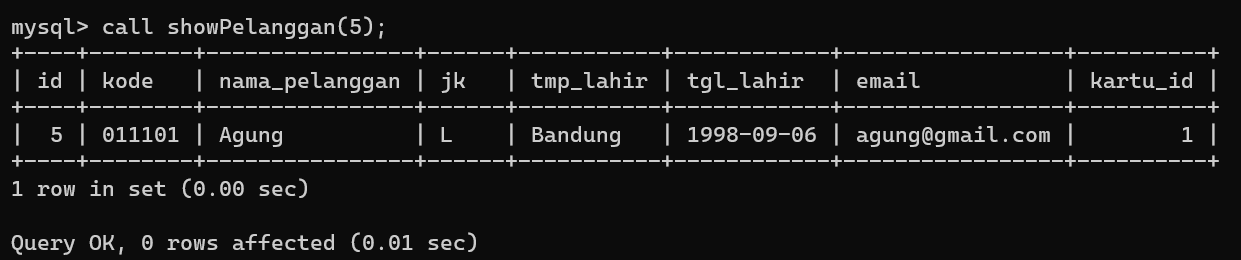 mysql> call showPelanggan(5);
+----+--------+----------------+------+-----------+------------+-----------------+----------+
| id | kode   | nama_pelanggan | jk   | tmp_lahir | tgl_lahir  | email           | kartu_id |
+----+--------+----------------+------+-----------+------------+-----------------+----------+
|  5 | 011101 | Agung          | L    | Bandung   | 1998-09-06 | agung@gmail.com |        1 |
+----+--------+----------------+------+-----------+------------+-----------------+----------+
1 row in set (0.00 sec)
Query OK, 0 rows affected (0.01 sec)